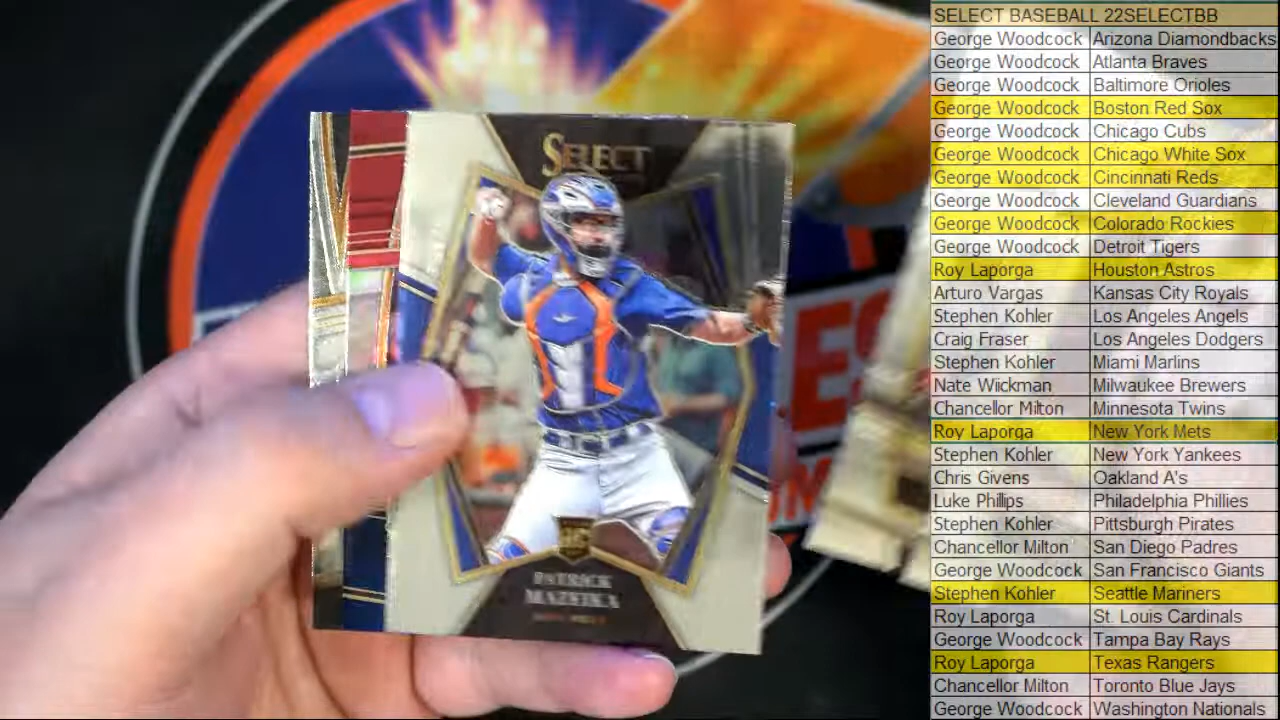 SELECT
PATRICK
MAZEIKA
RC
ES
SELECT BASEBALL 22SELECTBB
George Woodcock Arizona Diamondbacks
George Woodcock Atlanta Braves
George Woodcock Baltimore Orioles
George Woodcock Boston Red Sox
George Woodcock Chicago Cubs
George Woodcock Chicago White Sox
George Woodcock Cincinnati Reds
George Woodcock Cleveland Guardians
George Woodcock Colorado Rockies
George Woodcock Detroit Tigers
Roy Laporga Houston Astros
Arturo Vargas Kansas City Royals
Stephen Kohler Los Angeles Angels
Craig Fraser Los Angeles Dodgers
Stephen Kohler Miami Marlins
Nate Wiickman Milwaukee Brewers
Chancellor Milton Minnesota Twins
Roy Laporga New York Mets
Stephen Kohler New York Yankees
Chris Givens Oakland A's
Luke Phillips Philadelphia Phillies
Stephen Kohler Pittsburgh Pirates
Chancellor Milton San Diego Padres
George Woodcock San Francisco Giants
Stephen Kohler Seattle Mariners
Roy Laporga St. Louis Cardinals
George Woodcock Tampa Bay Rays
Roy Laporga Texas Rangers
Chancellor Milton Toronto Blue Jays
George Woodcock Washington Nationals